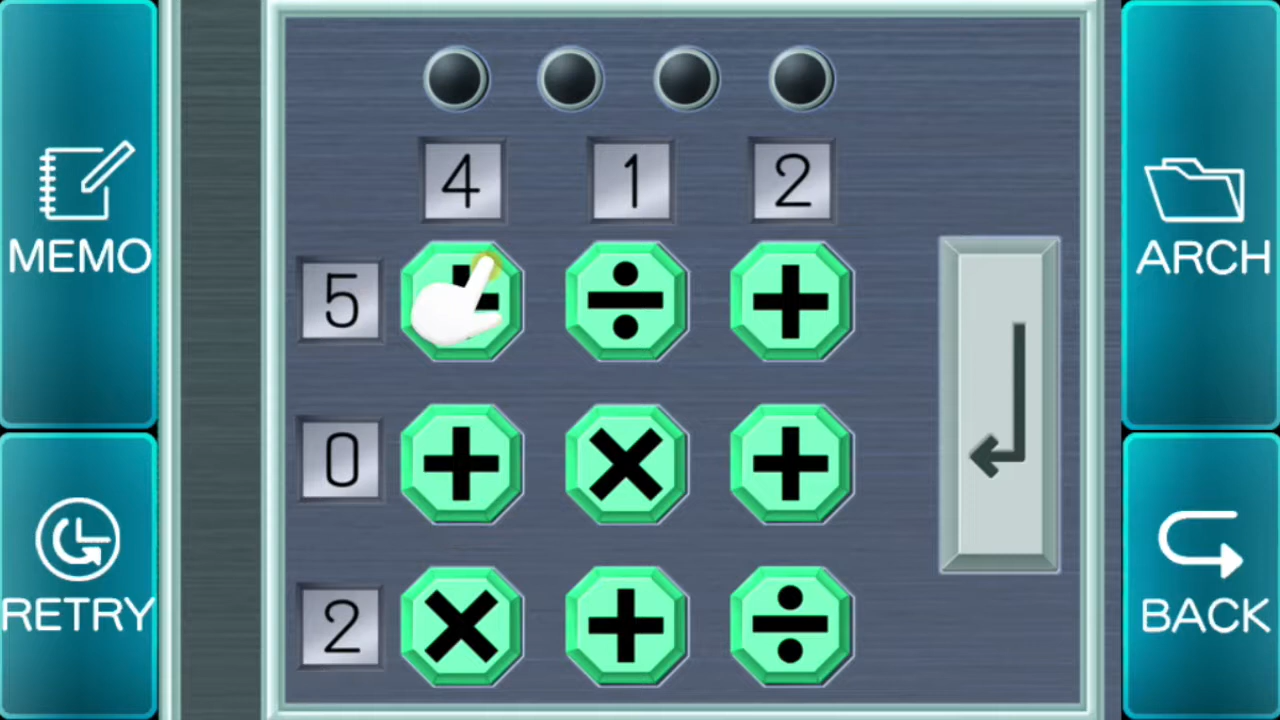 4 1 2
5 ÷ +
MEMO
ARCH
0 + × +
2 × + ÷
RETRY
BACK